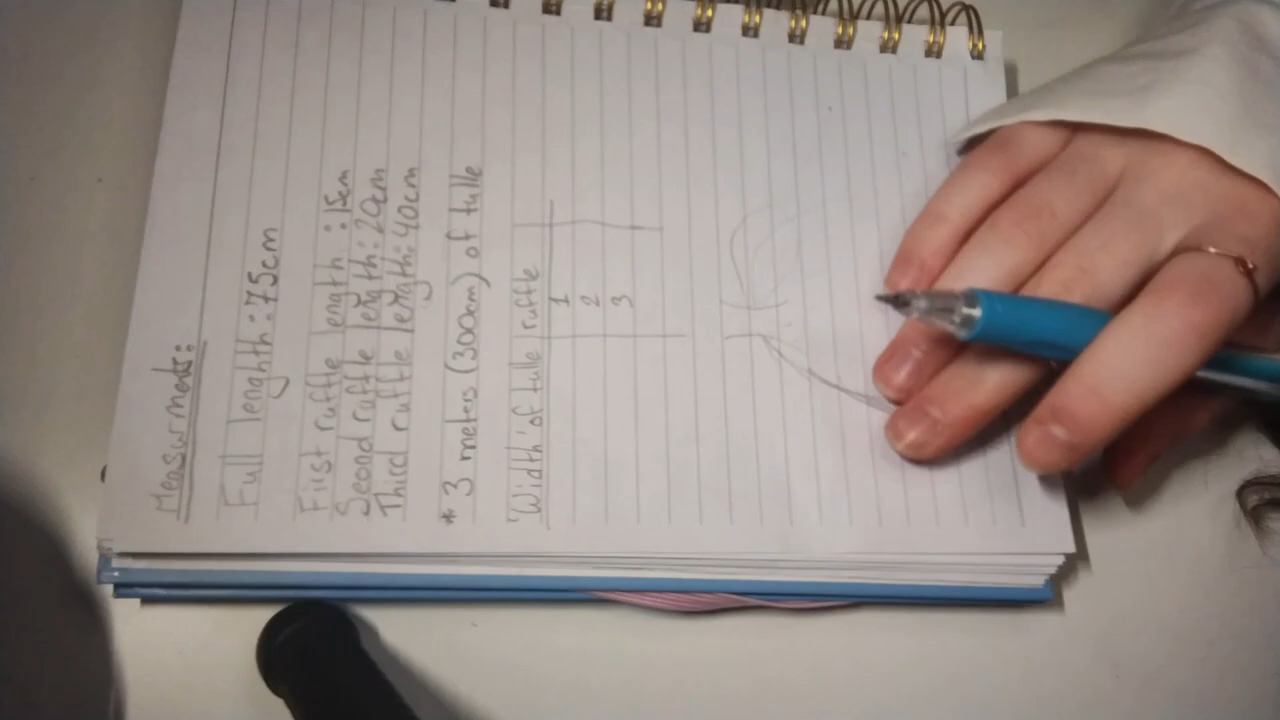 Measurmets:
Full lenghth:75cm
First ruffle length :15cm
Second ruffle length:20cm
Third ruffle length:40cm
* 3 meters (300cm) of tulle
Width of tulle ruffle
1
2
3